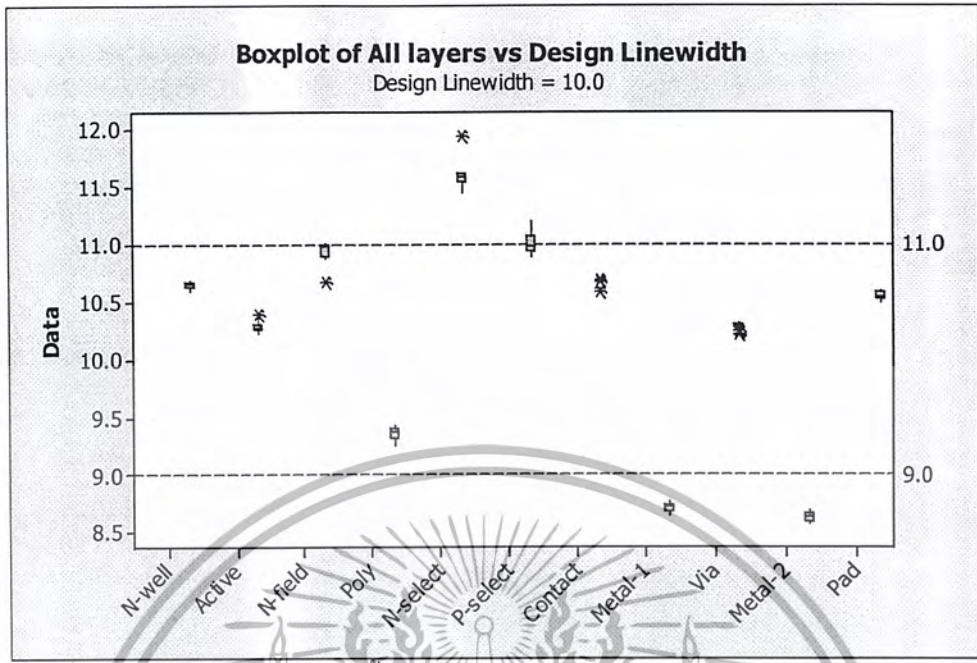 Boxplot of All layers vs Design Linewidth
Design Linewidth = 10.0
Data
12.0
11.5
11.0
10.5
10.0
9.5
9.0
8.5
11.0
9.0
N-well
Active
N-field
Poly
N-select
P-select
Contact
Metal-1
Via
Metal-2
Pad